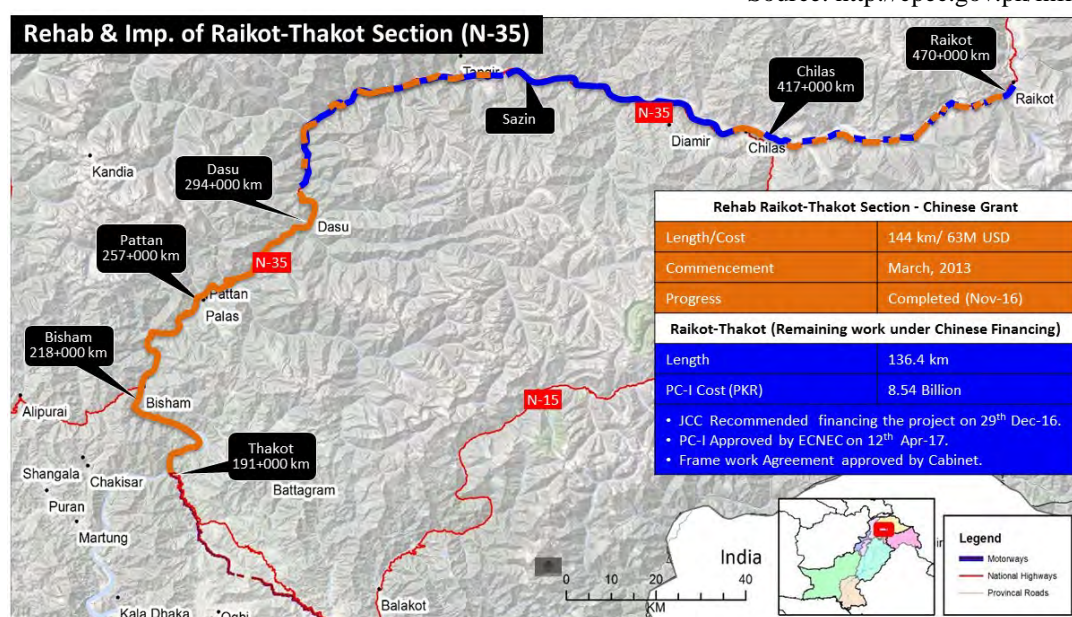 Rehab & Imp. of Raikot-Thakot Section (N-35)
Raikot
470+000 km
Raikot
Tangir
Chilas
417+000 km
Sazin
N-35
Diamir
Chilas
Kandia
Dasu
294+000 km
Dasu
Pattan
257+000 km
N-35
Pattan
Palas
Bisham
218+000 km
Bisham
Alipurai
N-15
Thakot
191+000 km
Shangala
Chakisar
Battagram
Puran
Martung
Kala Dhaka
Balakot
Rehab Raikot-Thakot Section - Chinese Grant
Length/Cost 144 km/ 63M USD
Commencement March, 2013
Progress Completed (Nov-16)
Raikot-Thakot (Remaining work under Chinese Financing)
Length 136.4 km
PC-I Cost (PKR) 8.54 Billion
• JCC Recommended financing the project on 29th Dec-16.
• PC-I Approved by ECNEC on 12th Apr-17.
• Frame work Agreement approved by Cabinet.
India
0 10 20 40
KM
Legend
Motorways
National Highways
Provincal Roads